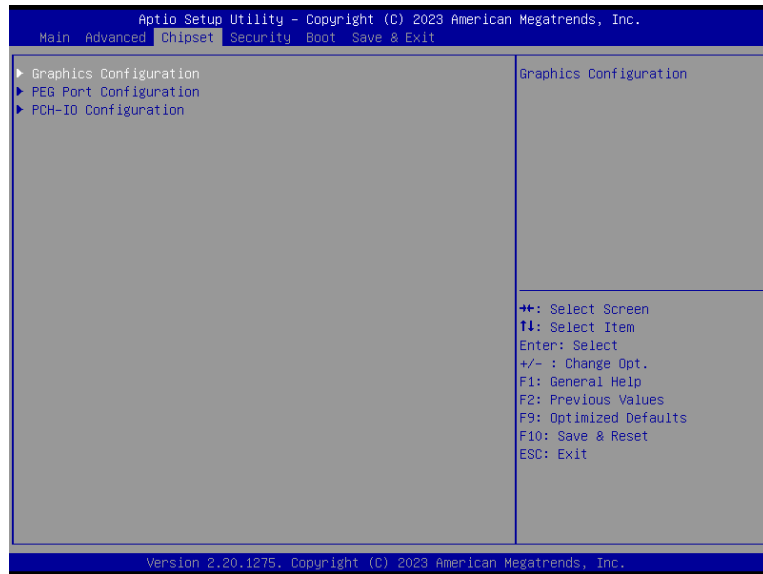 Aptio Setup Utility – Copyright (C) 2023 American Megatrends, Inc.
Main Advanced Chipset Security Boot Save & Exit
▶ Graphics Configuration
▶ PEG Port Configuration
▶ PCH-IO Configuration
Graphics Configuration
→←: Select Screen
↑↓: Select Item
Enter: Select
+/- : Change Opt.
F1: General Help
F2: Previous Values
F9: Optimized Defaults
F10: Save & Reset
ESC: Exit
Version 2.20.1275. Copyright (C) 2023 American Megatrends, Inc.